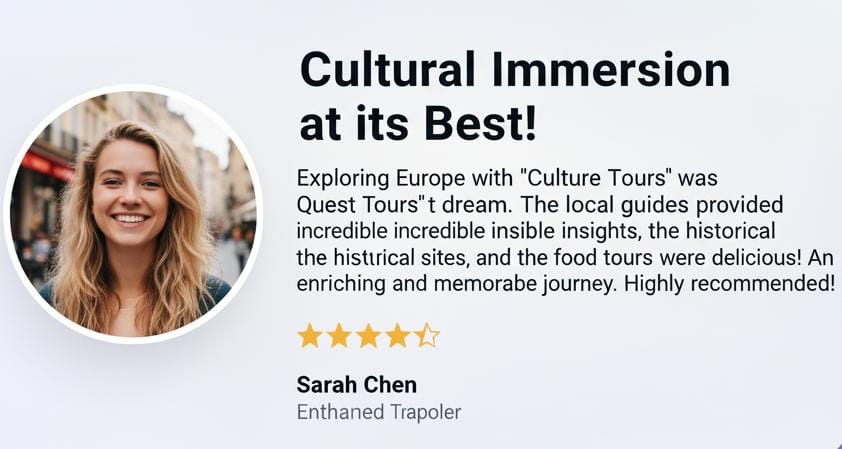 Cultural Immersion
at its Best!
Exploring Europe with "Culture Tours" was
Quest Tours"t dream. The local guides provided
incredible incredible insible insights, the historical
the histırical sites, and the food tours were delicious! An
enriching and memorabe journey. Highly recommended!
Sarah Chen
Enthaned Trapoler